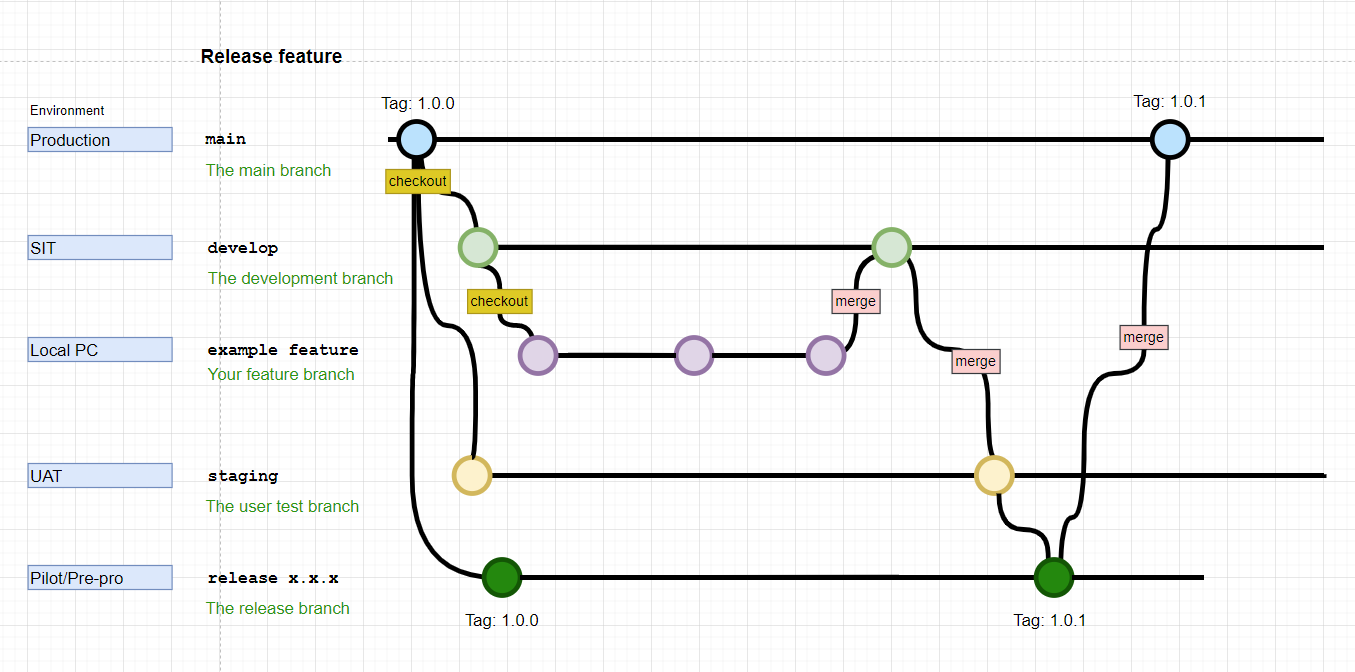 Release feature
Environment
Tag: 1.0.0
Tag: 1.0.1
Production
main
The main branch
checkout
SIT
develop
The development branch
checkout
merge
merge
Local PC
example feature
Your feature branch
merge
UAT
staging
The user test branch
Pilot/Pre-pro
release x.x.x
The release branch
Tag: 1.0.0
Tag: 1.0.1